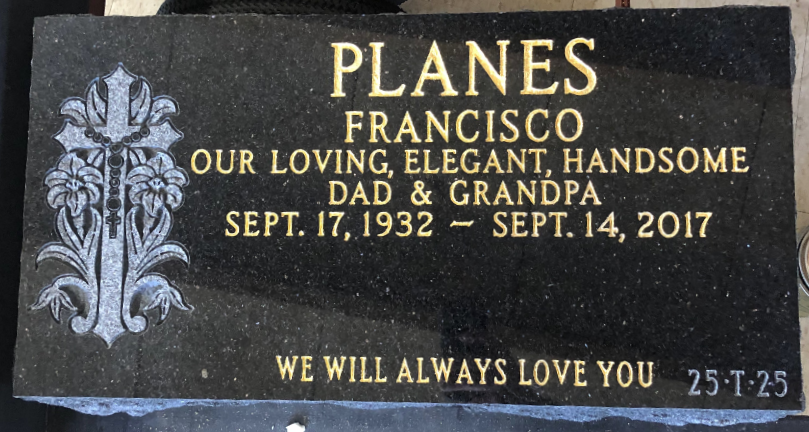 PLANES
FRANCISCO
OUR LOVING, ELEGANT, HANDSOME
DAD & GRANDPA
SEPT. 17, 1932 – SEPT. 14, 2017
WE WILL ALWAYS LOVE YOU
25·T·25